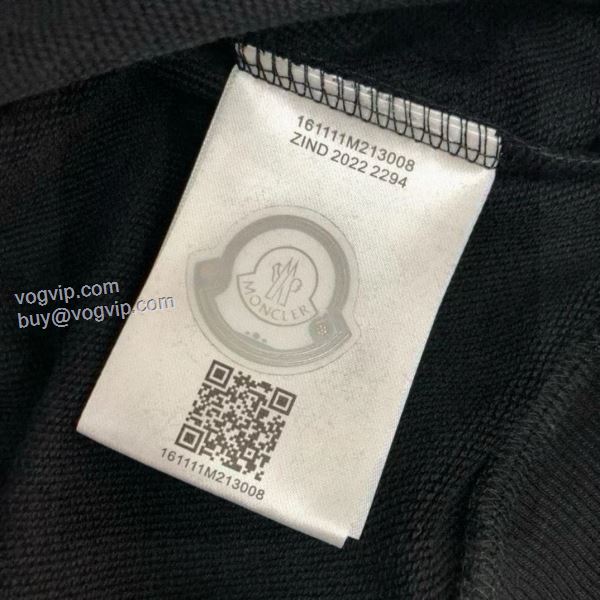 161111M213008
ZIND 2022 2294
MONCLER
161111M213008
vogvip.com
buy@vogvip.com